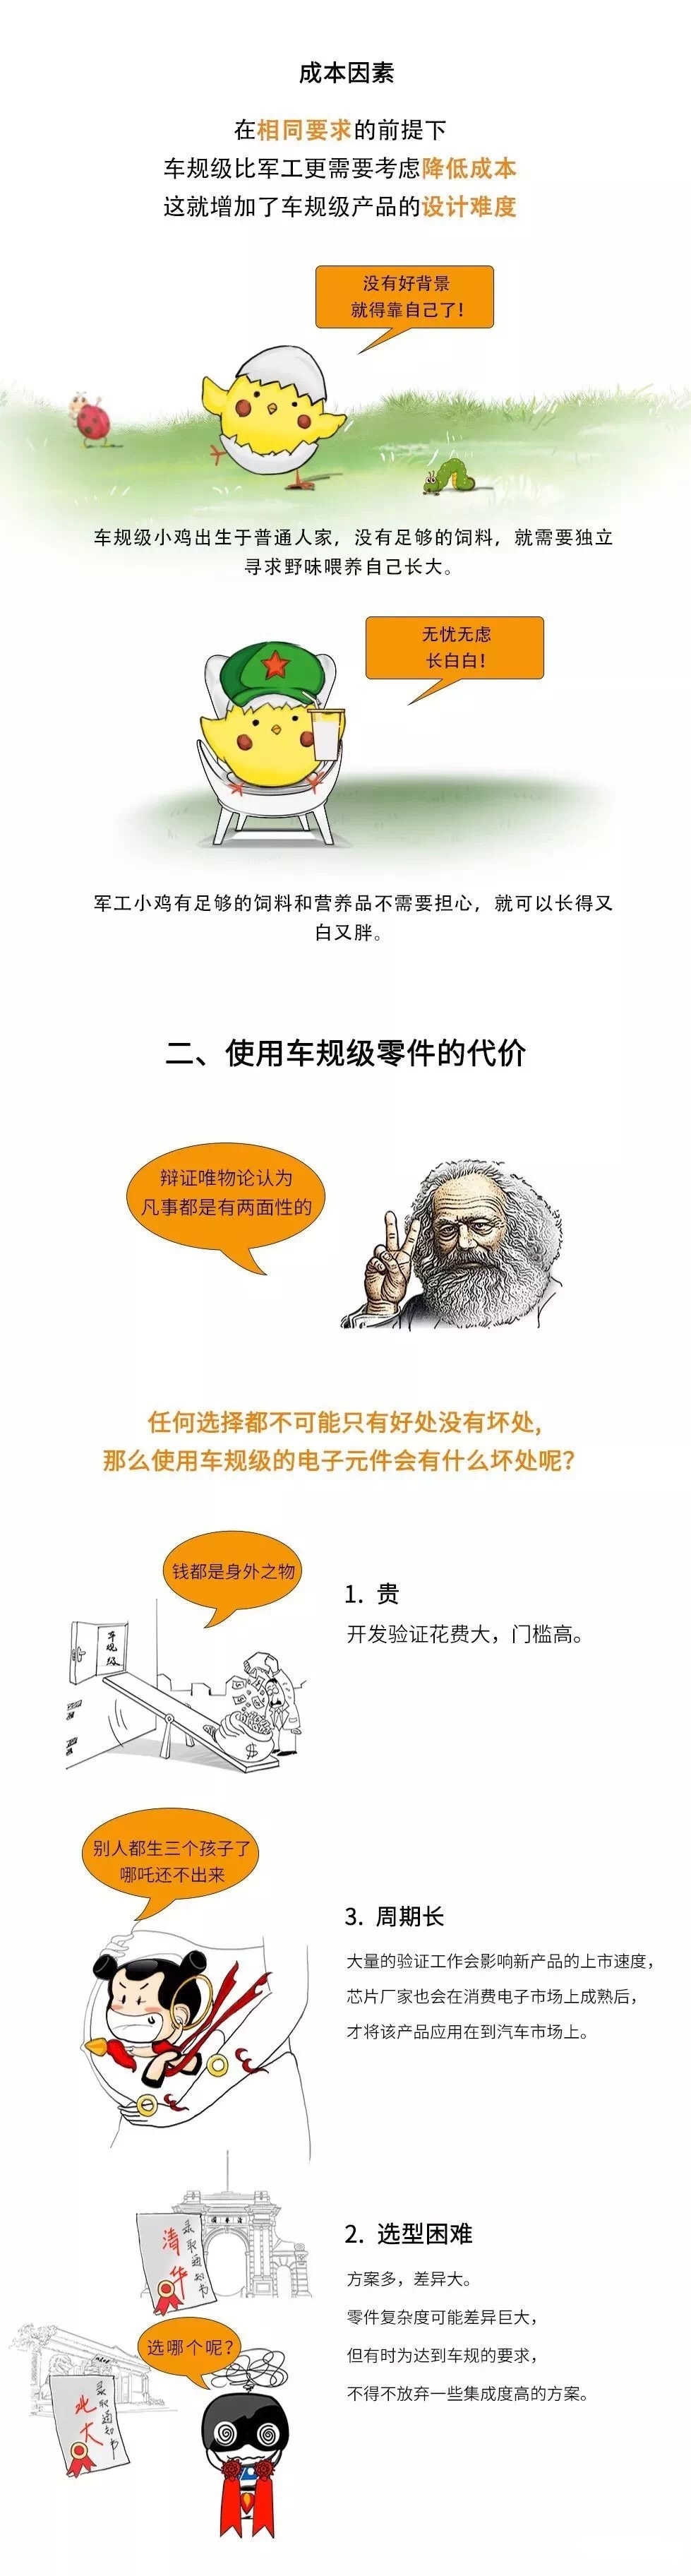 成本因素
在相同要求的前提下
车规级比军工更需要考虑降低成本
这就增加了车规级产品的设计难度
没有好背景
就得靠自己了！
车规级小鸡出生于普通人家，没有足够的饲料，就需要独立
寻求野味喂养自己长大。
无忧无虑
长白白！
军工小鸡有足够的饲料和营养品不需要担心，就可以长得又
白又胖。
二、使用车规级零件的代价
辩证唯物论认为
凡事都是有两面性的
任何选择都不可能只有好处没有坏处,
那么使用车规级的电子元件会有什么坏处呢?
钱都是身外之物
车规级
$
1. 贵
开发验证花费大，门槛高。
别人都生三个孩子了
哪吒还不出来
3. 周期长
大量的验证工作会影响新产品的上市速度，
芯片厂家也会在消费电子市场上成熟后，
才将该产品应用在到汽车市场上。
清华
录取通知书
2. 选型困难
方案多，差异大。
零件复杂度可能差异巨大，
但有时为达到车规的要求，
不得不放弃一些集成度高的方案。
选哪个呢？
北大
录取通知书